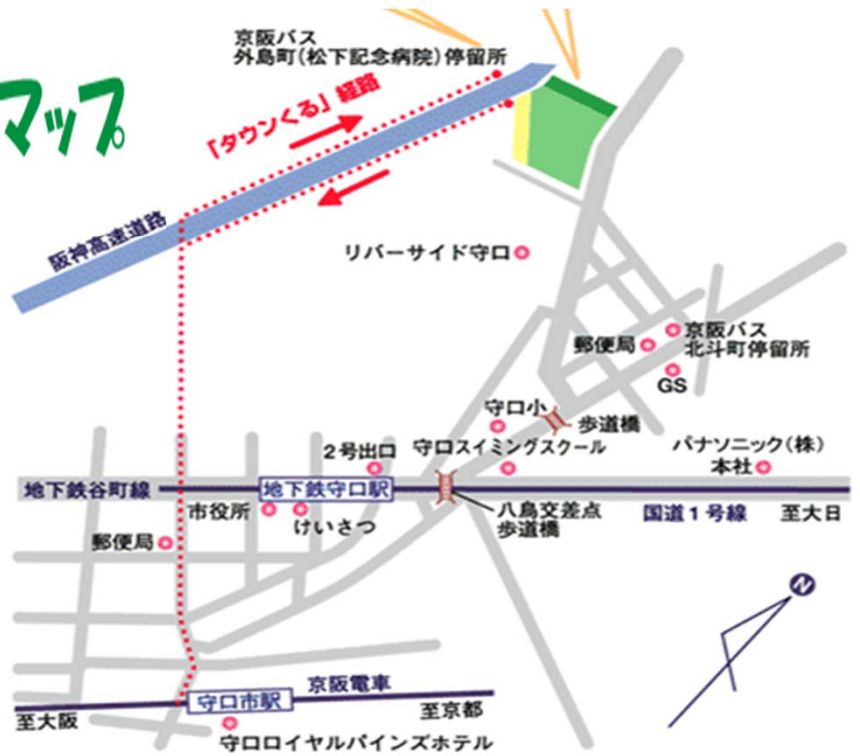 マップ
京阪バス
外島町(松下記念病院)停留所
「タウンくる」経路
阪神高速道路
リバーサイド守口
郵便局
京阪バス
北斗町停留所
GS
守口小
歩道橋
2号出口
守口スイミングスクール
パナソニック(株)
本社
地下鉄谷町線
地下鉄守口駅
市役所
けいさつ
八島交差点
歩道橋
国道1号線
至大日
郵便局
N
京阪電車
守口市駅
至大阪
至京都
守口ロイヤルパインズホテル